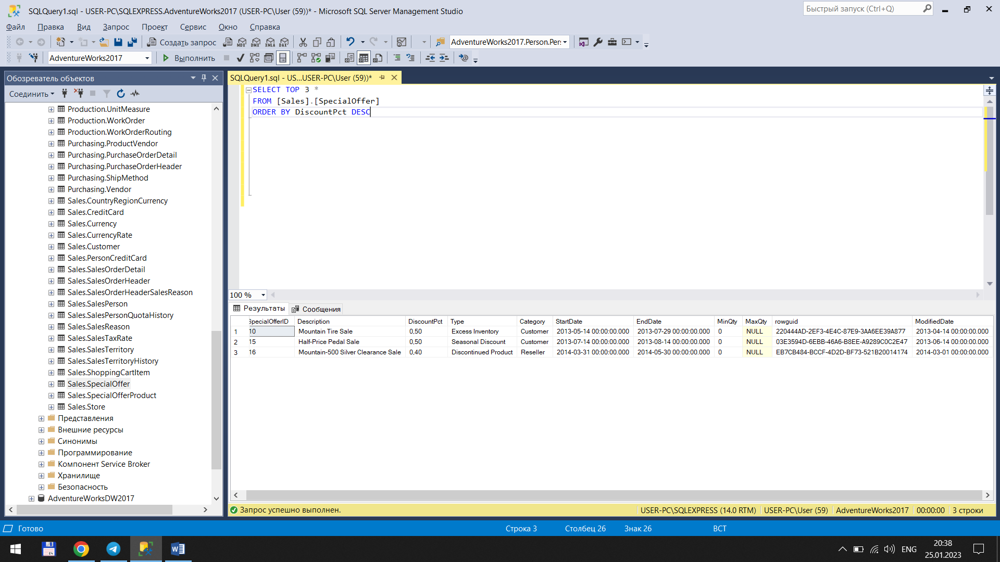 SQLQuery1.sql - USER-PC\SQLEXPRESS.AdventureWorks2017 (USER-PC\User (59))* - Microsoft SQL Server Management Studio
Быстрый запуск (Ctrl+Q)
Файл Правка Вид Запрос Проект Сервис Окно Справка
Создать запрос MDX DMX XMLA DAX AdventureWorks2017.Person.Per
AdventureWorks2017 Выполнить
Обозреватель объектов
Соединить
Production.UnitMeasure
Production.WorkOrder
Production.WorkOrderRouting
Purchasing.ProductVendor
Purchasing.PurchaseOrderDetail
Purchasing.PurchaseOrderHeader
Purchasing.ShipMethod
Purchasing.Vendor
Sales.CountryRegionCurrency
Sales.CreditCard
Sales.Currency
Sales.CurrencyRate
Sales.Customer
Sales.PersonCreditCard
Sales.SalesOrderDetail
Sales.SalesOrderHeader
Sales.SalesOrderHeaderSalesReason
Sales.SalesPerson
Sales.SalesPersonQuotaHistory
Sales.SalesReason
Sales.SalesTaxRate
Sales.SalesTerritory
Sales.SalesTerritoryHistory
Sales.ShoppingCartItem
Sales.SpecialOffer
Sales.SpecialOfferProduct
Sales.Store
Представления
Внешние ресурсы
Синонимы
Программирование
Компонент Service Broker
Хранилище
Безопасность
AdventureWorksDW2017
SQLQuery1.sql - US...USER-PC\User (59))*
SELECT TOP 3 *
FROM [Sales].[SpecialOffer]
ORDER BY DiscountPct DESC
100 %
Результаты Сообщения
SpecialOfferID Description DiscountPct Type Category StartDate EndDate MinQty MaxQty rowguid ModifiedDate
1 10 Mountain Tire Sale 0,50 Excess Inventory Customer 2013-05-14 00:00:00.000 2013-07-29 00:00:00.000 0 NULL 220444AD-2EF3-4E4C-87E9-3AA6EE39A877 2013-04-14 00:00:00.000
2 15 Half-Price Pedal Sale 0,50 Seasonal Discount Customer 2013-07-14 00:00:00.000 2013-08-14 00:00:00.000 0 NULL 03E3594D-6EBB-46A6-B8EE-A9289C0C2E47 2013-06-14 00:00:00.000
3 16 Mountain-500 Silver Clearance Sale 0,40 Discontinued Product Reseller 2014-03-31 00:00:00.000 2014-05-30 00:00:00.000 0 NULL EB7CB484-BCCF-4D2D-BF73-521B20014174 2014-03-01 00:00:00.000
Запрос успешно выполнен. USER-PC\SQLEXPRESS (14.0 RTM) USER-PC\User (59) AdventureWorks2017 00:00:00 3 строки
Готово Строка 3 Столбец 26 Знак 26 ВСТ
64 ENG 20:38
25.01.2023